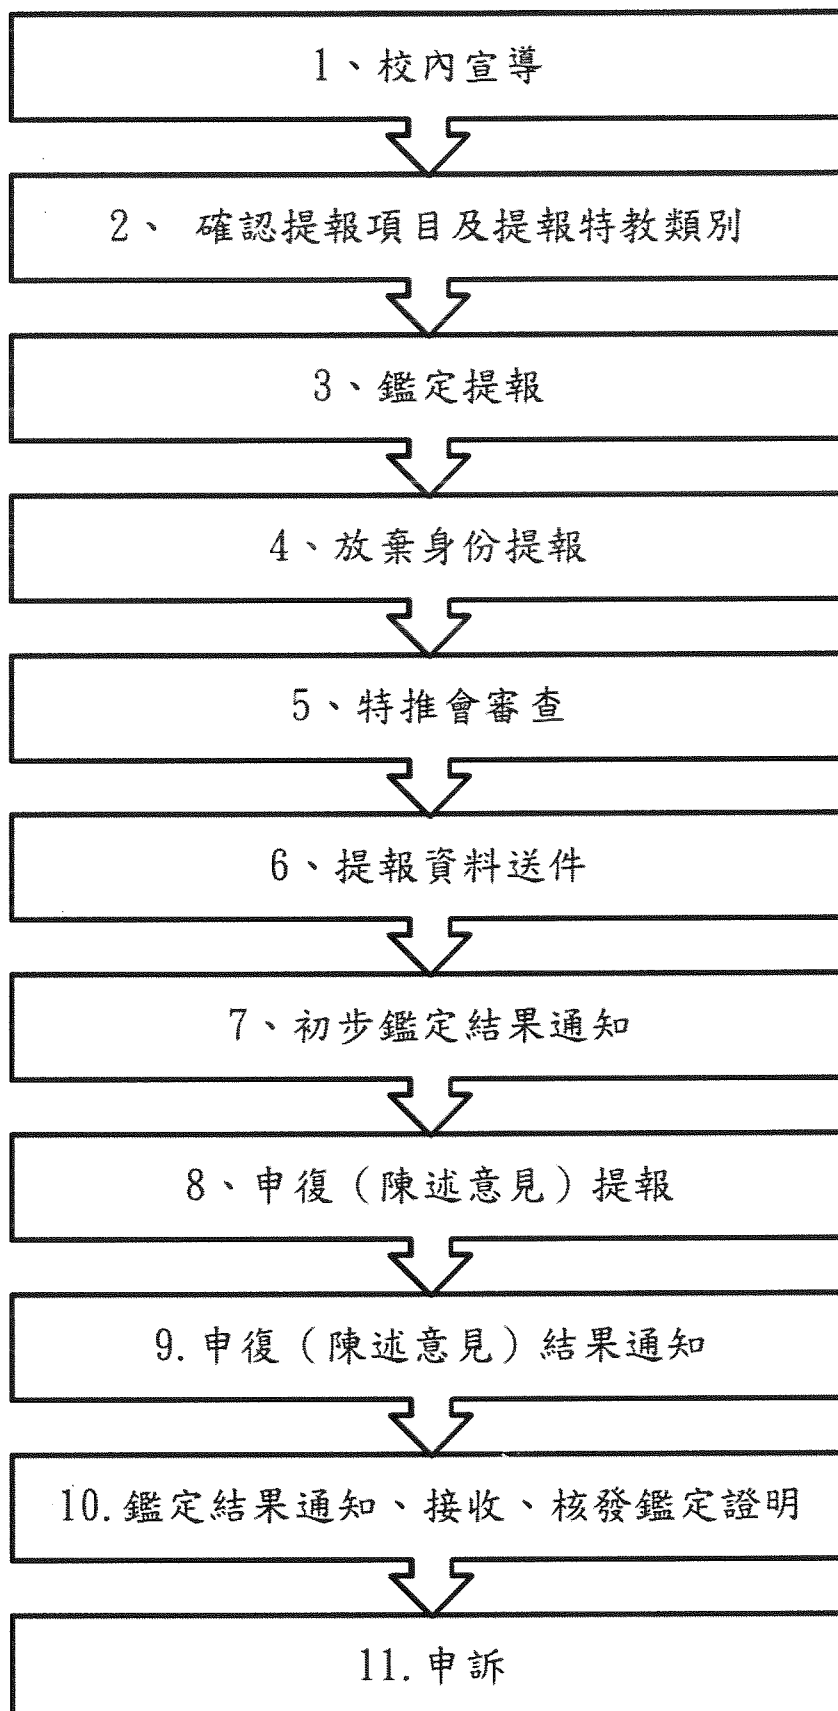 1、校內宣導
2、 確認提報項目及提報特教類別
3、鑑定提報
4、放棄身份提報
5、特推會審查
6、提報資料送件
7、初步鑑定結果通知
8、申復（陳述意見）提報
9.申復（陳述意見）結果通知
10.鑑定結果通知、接收、核發鑑定證明
11.申訴